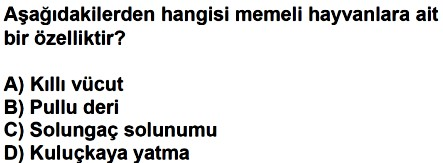 Aşağıdakilerden hangisi memeli hayvanlara ait
bir özelliktir?
A) Kıllı vücut
B) Pullu deri
C) Solungaç solunumu
D) Kuluçkaya yatma